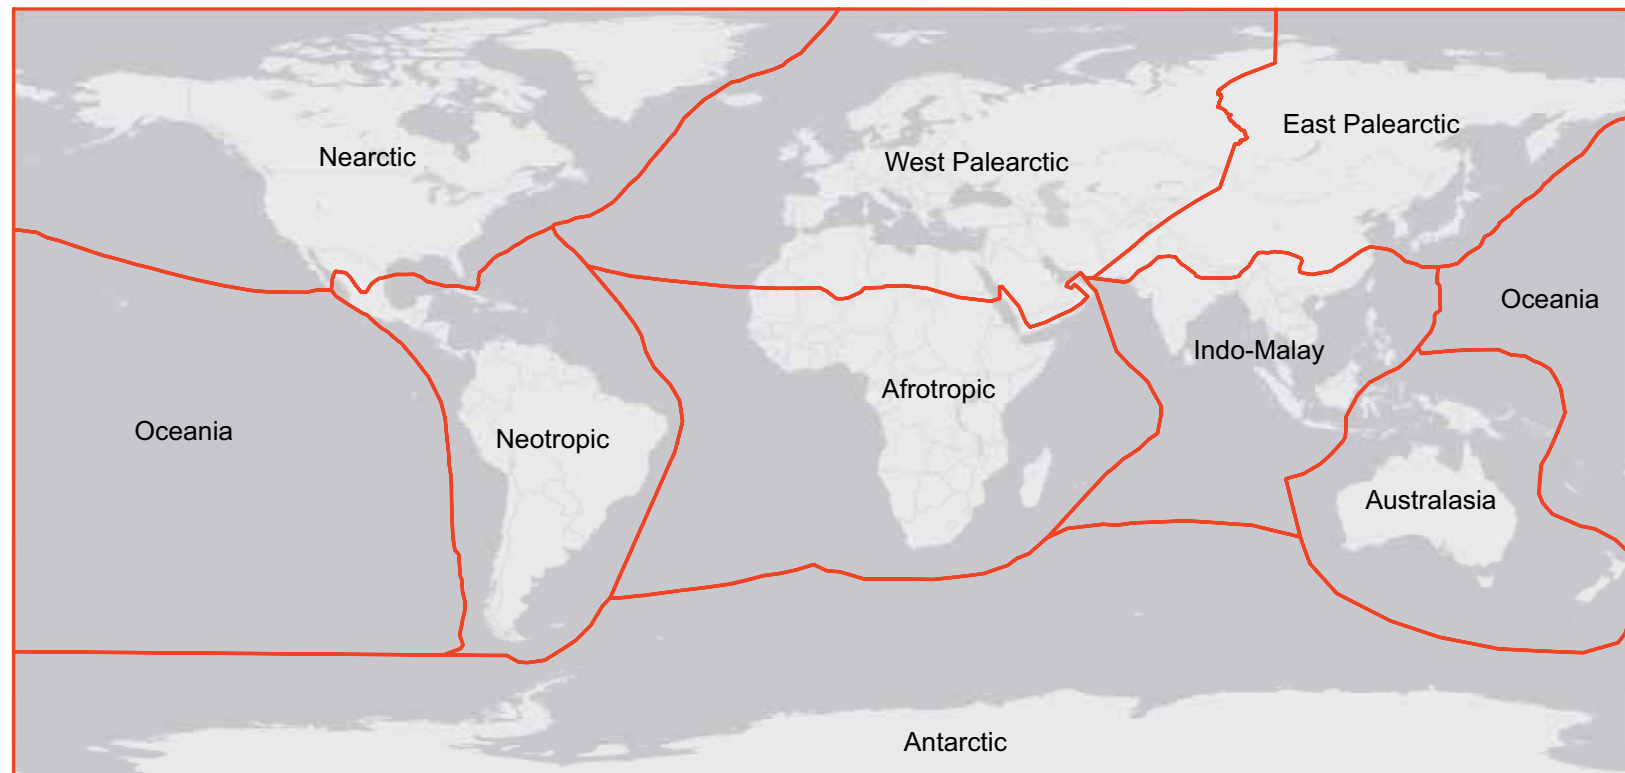 East Palearctic
Nearctic
West Palearctic
Oceania
Indo-Malay
Afrotropic
Oceania
Neotropic
Australasia
Antarctic